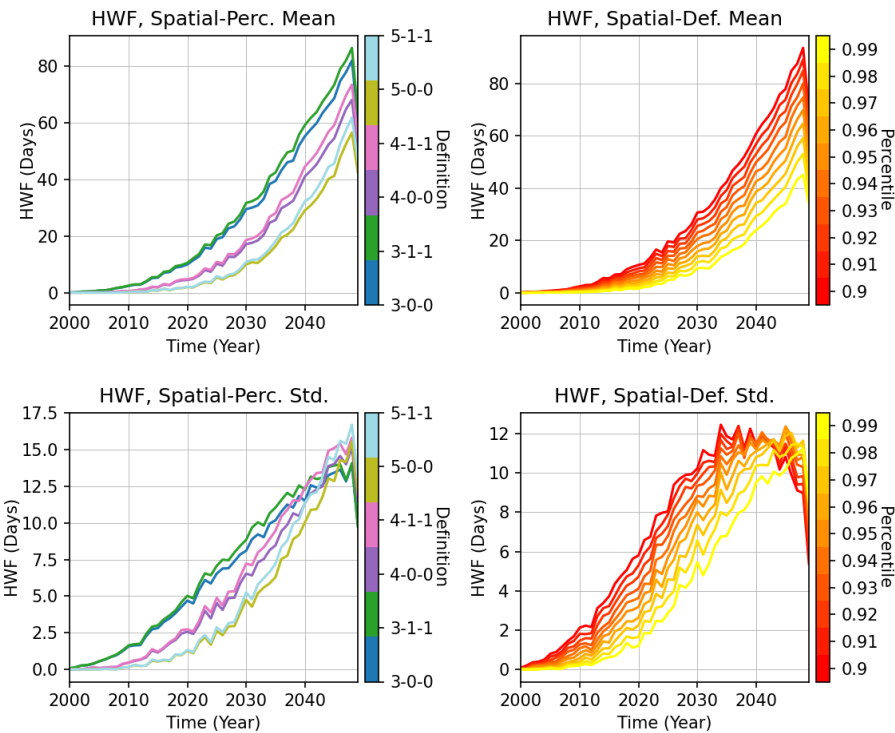 HWF, Spatial-Perc. Mean
HWF (Days)
80
60
40
20
0
2000 2010 2020 2030 2040
Time (Year)
5-1-1
5-0-0
4-1-1
4-0-0
3-1-1
3-0-0
Definition
HWF, Spatial-Def. Mean
HWF (Days)
80
60
40
20
0
2000 2010 2020 2030 2040
Time (Year)
0.99
0.98
0.97
0.96
0.95
0.94
0.93
0.92
0.91
0.9
Percentile
HWF, Spatial-Perc. Std.
HWF (Days)
17.5
15.0
12.5
10.0
7.5
5.0
2.5
0.0
2000 2010 2020 2030 2040
Time (Year)
5-1-1
5-0-0
4-1-1
4-0-0
3-1-1
3-0-0
Definition
HWF, Spatial-Def. Std.
HWF (Days)
12
10
8
6
4
2
0
2000 2010 2020 2030 2040
Time (Year)
0.99
0.98
0.97
0.96
0.95
0.94
0.93
0.92
0.91
0.9
Percentile